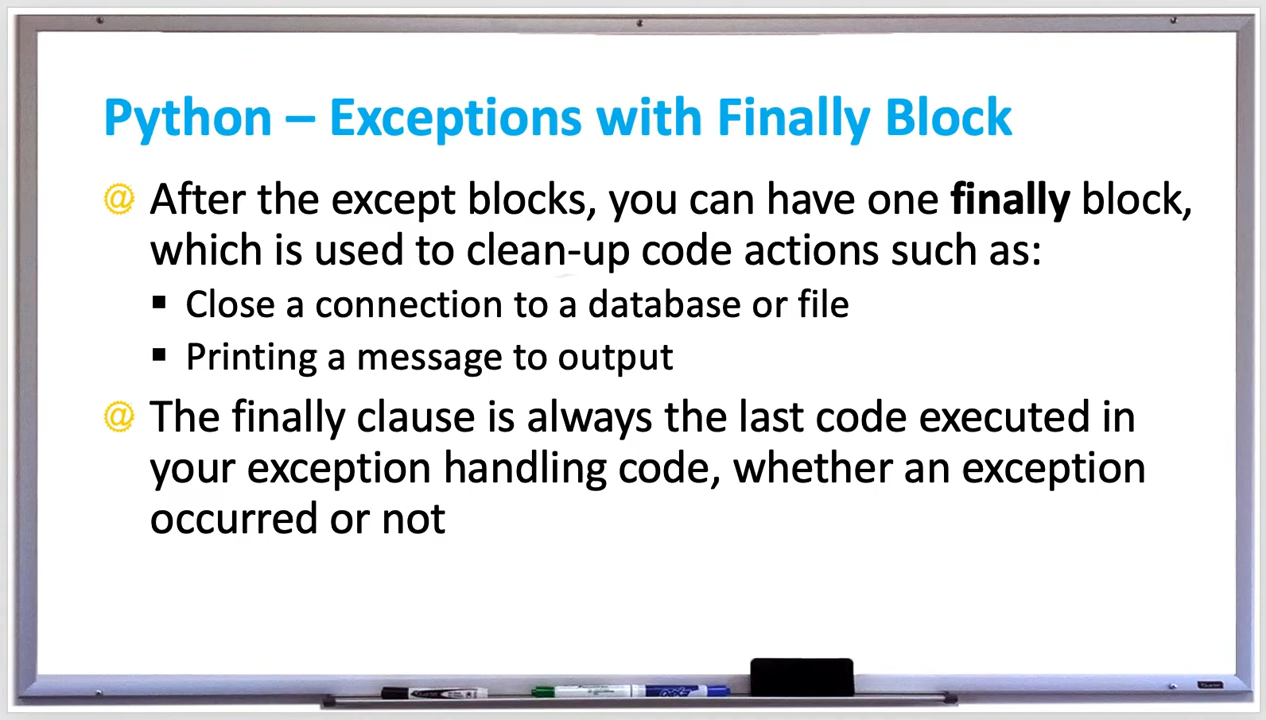 Python – Exceptions with Finally Block
@ After the except blocks, you can have one finally block,
which is used to clean-up code actions such as:
▪ Close a connection to a database or file
▪ Printing a message to output
@ The finally clause is always the last code executed in
your exception handling code, whether an exception
occurred or not